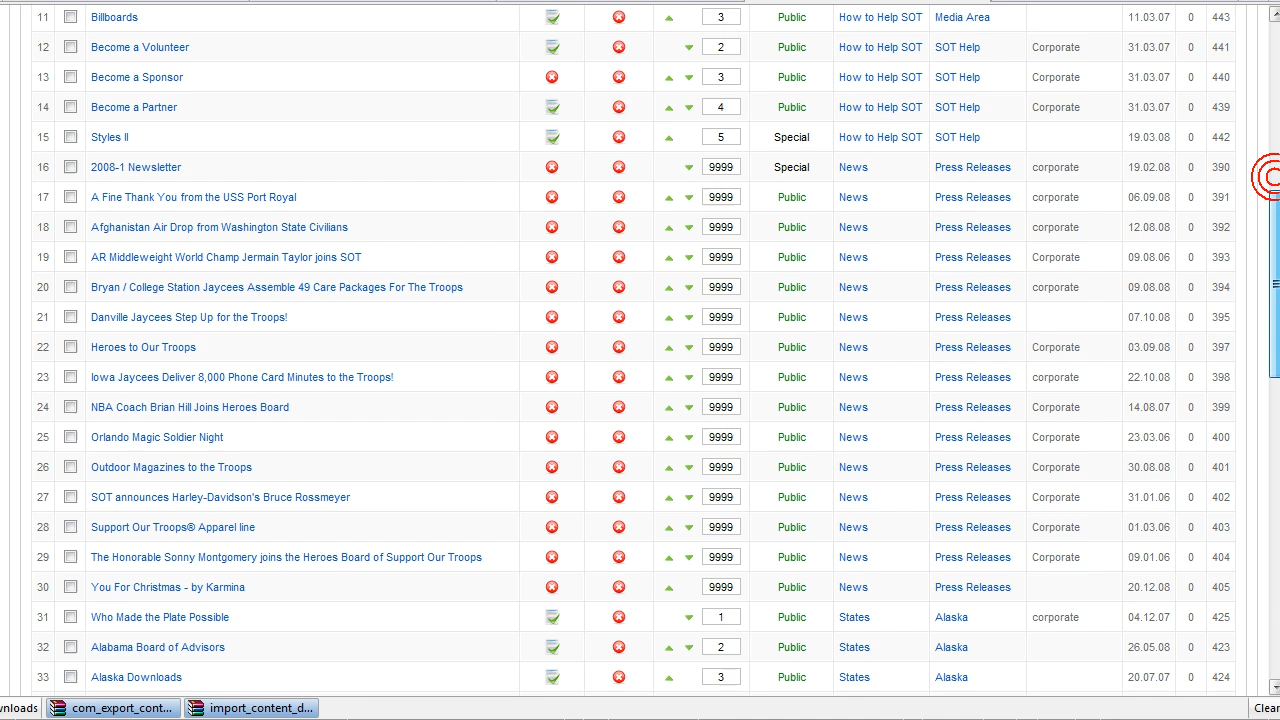 11 Billboards 3 Public How to Help SOT Media Area 11.03.07 0 443
12 Become a Volunteer 2 Public How to Help SOT SOT Help Corporate 31.03.07 0 441
13 Become a Sponsor 3 Public How to Help SOT SOT Help Corporate 31.03.07 0 440
14 Become a Partner 4 Public How to Help SOT SOT Help Corporate 31.03.07 0 439
15 Styles II 5 Special How to Help SOT SOT Help 19.03.08 0 442
16 2008-1 Newsletter 9999 Special News Press Releases corporate 19.02.08 0 390
17 A Fine Thank You from the USS Port Royal 9999 Public News Press Releases corporate 06.09.08 0 391
18 Afghanistan Air Drop from Washington State Civilians 9999 Public News Press Releases corporate 12.08.08 0 392
19 AR Middleweight World Champ Jermain Taylor joins SOT 9999 Public News Press Releases Corporate 09.08.06 0 393
20 Bryan / College Station Jaycees Assemble 49 Care Packages For The Troops 9999 Public News Press Releases corporate 09.08.08 0 394
21 Danville Jaycees Step Up for the Troops! 9999 Public News Press Releases 07.10.08 0 395
22 Heroes to Our Troops 9999 Public News Press Releases Corporate 03.09.08 0 397
23 Iowa Jaycees Deliver 8,000 Phone Card Minutes to the Troops! 9999 Public News Press Releases corporate 22.10.08 0 398
24 NBA Coach Brian Hill Joins Heroes Board 9999 Public News Press Releases Corporate 14.08.07 0 399
25 Orlando Magic Soldier Night 9999 Public News Press Releases Corporate 23.03.06 0 400
26 Outdoor Magazines to the Troops 9999 Public News Press Releases Corporate 30.08.08 0 401
27 SOT announces Harley-Davidson's Bruce Rossmeyer 9999 Public News Press Releases Corporate 31.01.06 0 402
28 Support Our Troops® Apparel line 9999 Public News Press Releases Corporate 01.03.06 0 403
29 The Honorable Sonny Montgomery joins the Heroes Board of Support Our Troops 9999 Public News Press Releases Corporate 09.01.06 0 404
30 You For Christmas - by Karmina 9999 Public News Press Releases 20.12.08 0 405
31 Who Made the Plate Possible 1 Public States Alaska corporate 04.12.07 0 425
32 Alabama Board of Advisors 2 Public States Alaska 26.05.08 0 423
33 Alaska Downloads 3 Public States Alaska 20.07.07 0 424
wnloads com_export_cont... import_content_d... Clear